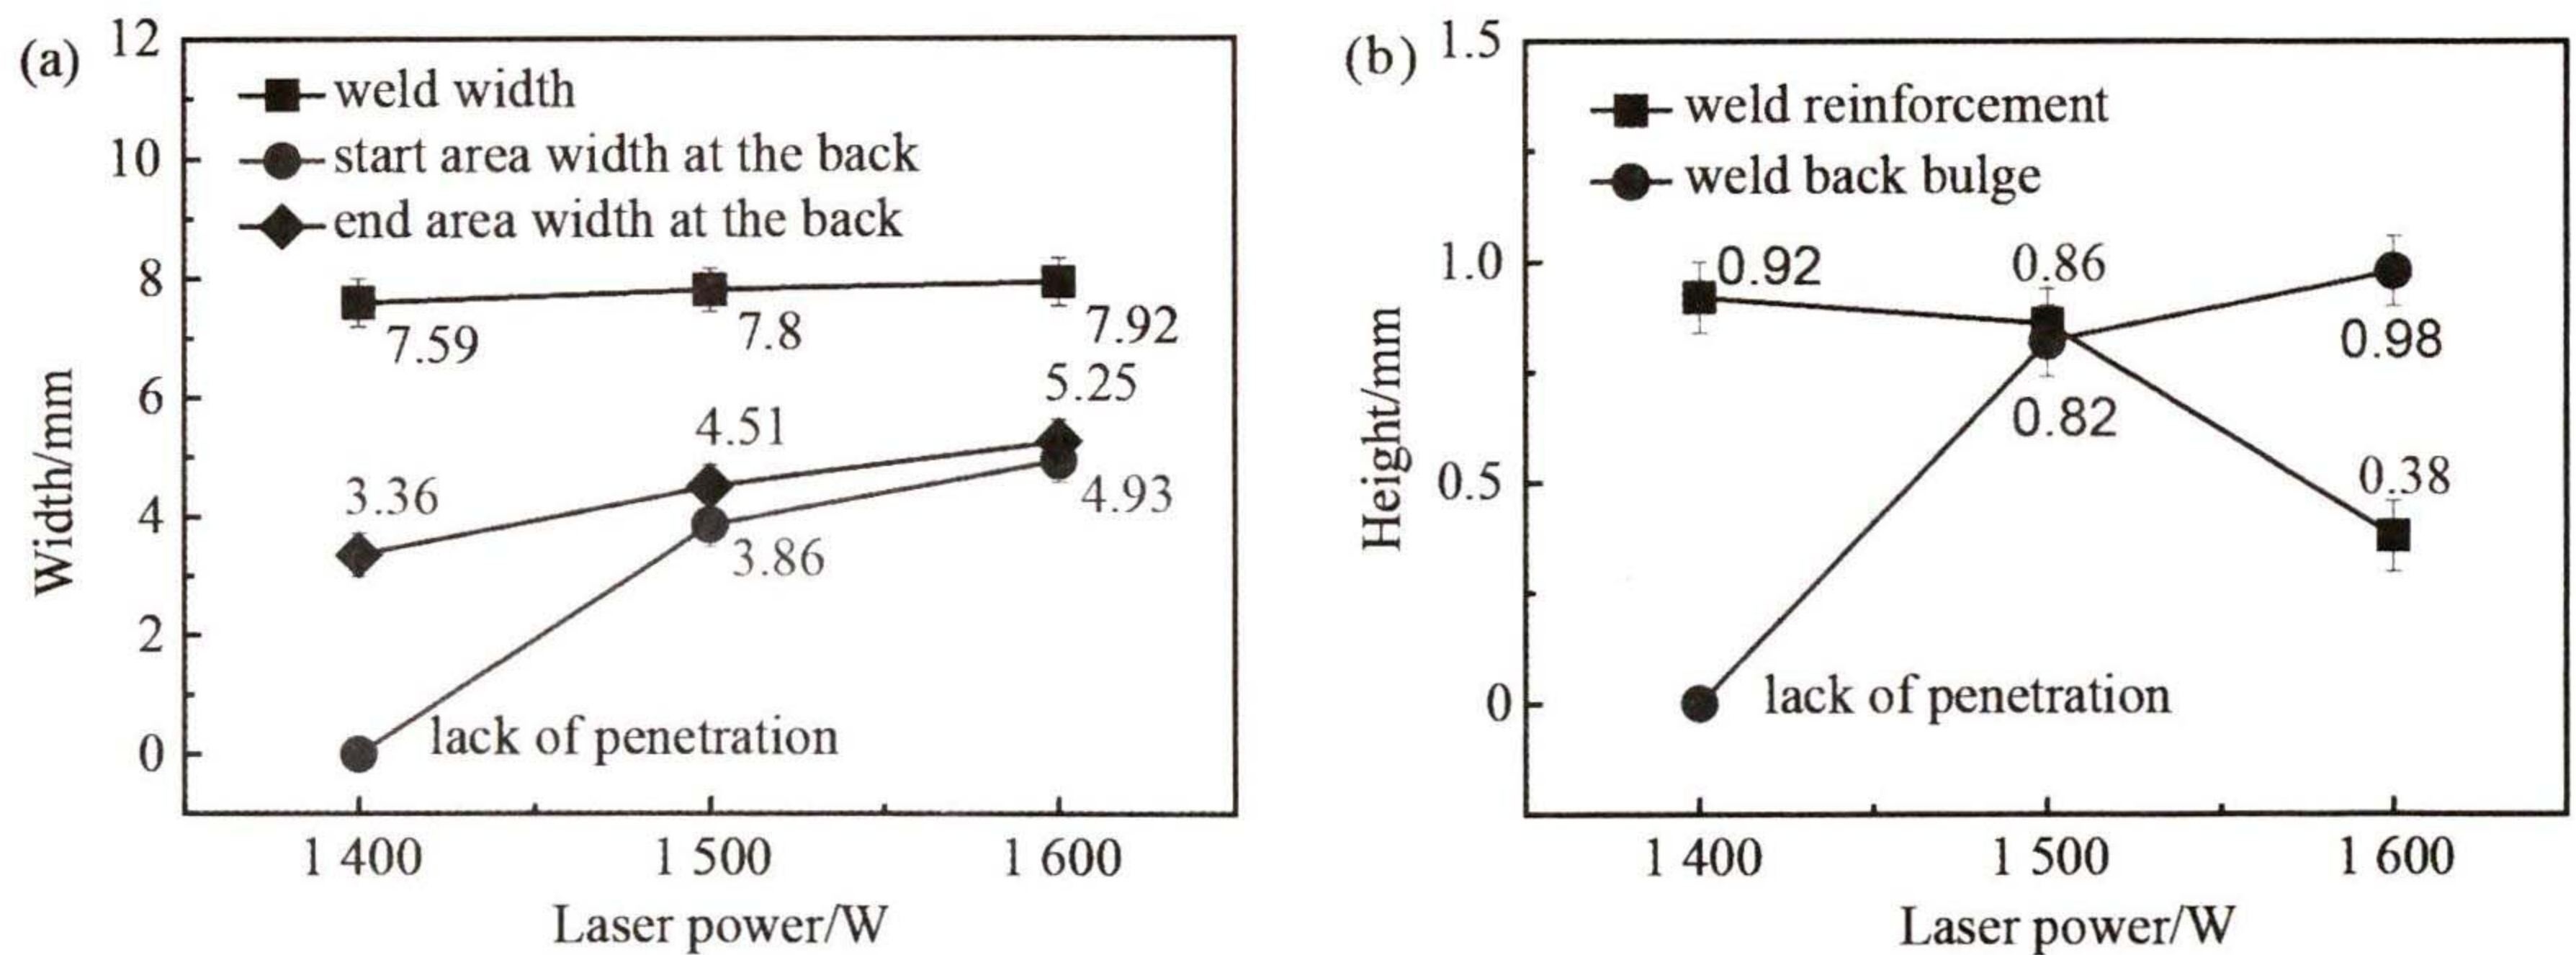 (a)
12
10
8
6
4
2
0
Width/mm
weld width
start area width at the back
end area width at the back
7.59
7.8
7.92
5.25
4.51
3.36
4.93
3.86
lack of penetration
1 400
1 500
1 600
Laser power/W
(b)
1.5
1.0
0.5
0
Height/mm
weld reinforcement
weld back bulge
0.92
0.86
0.98
0.82
0.38
lack of penetration
1 400
1 500
1 600
Laser power/W